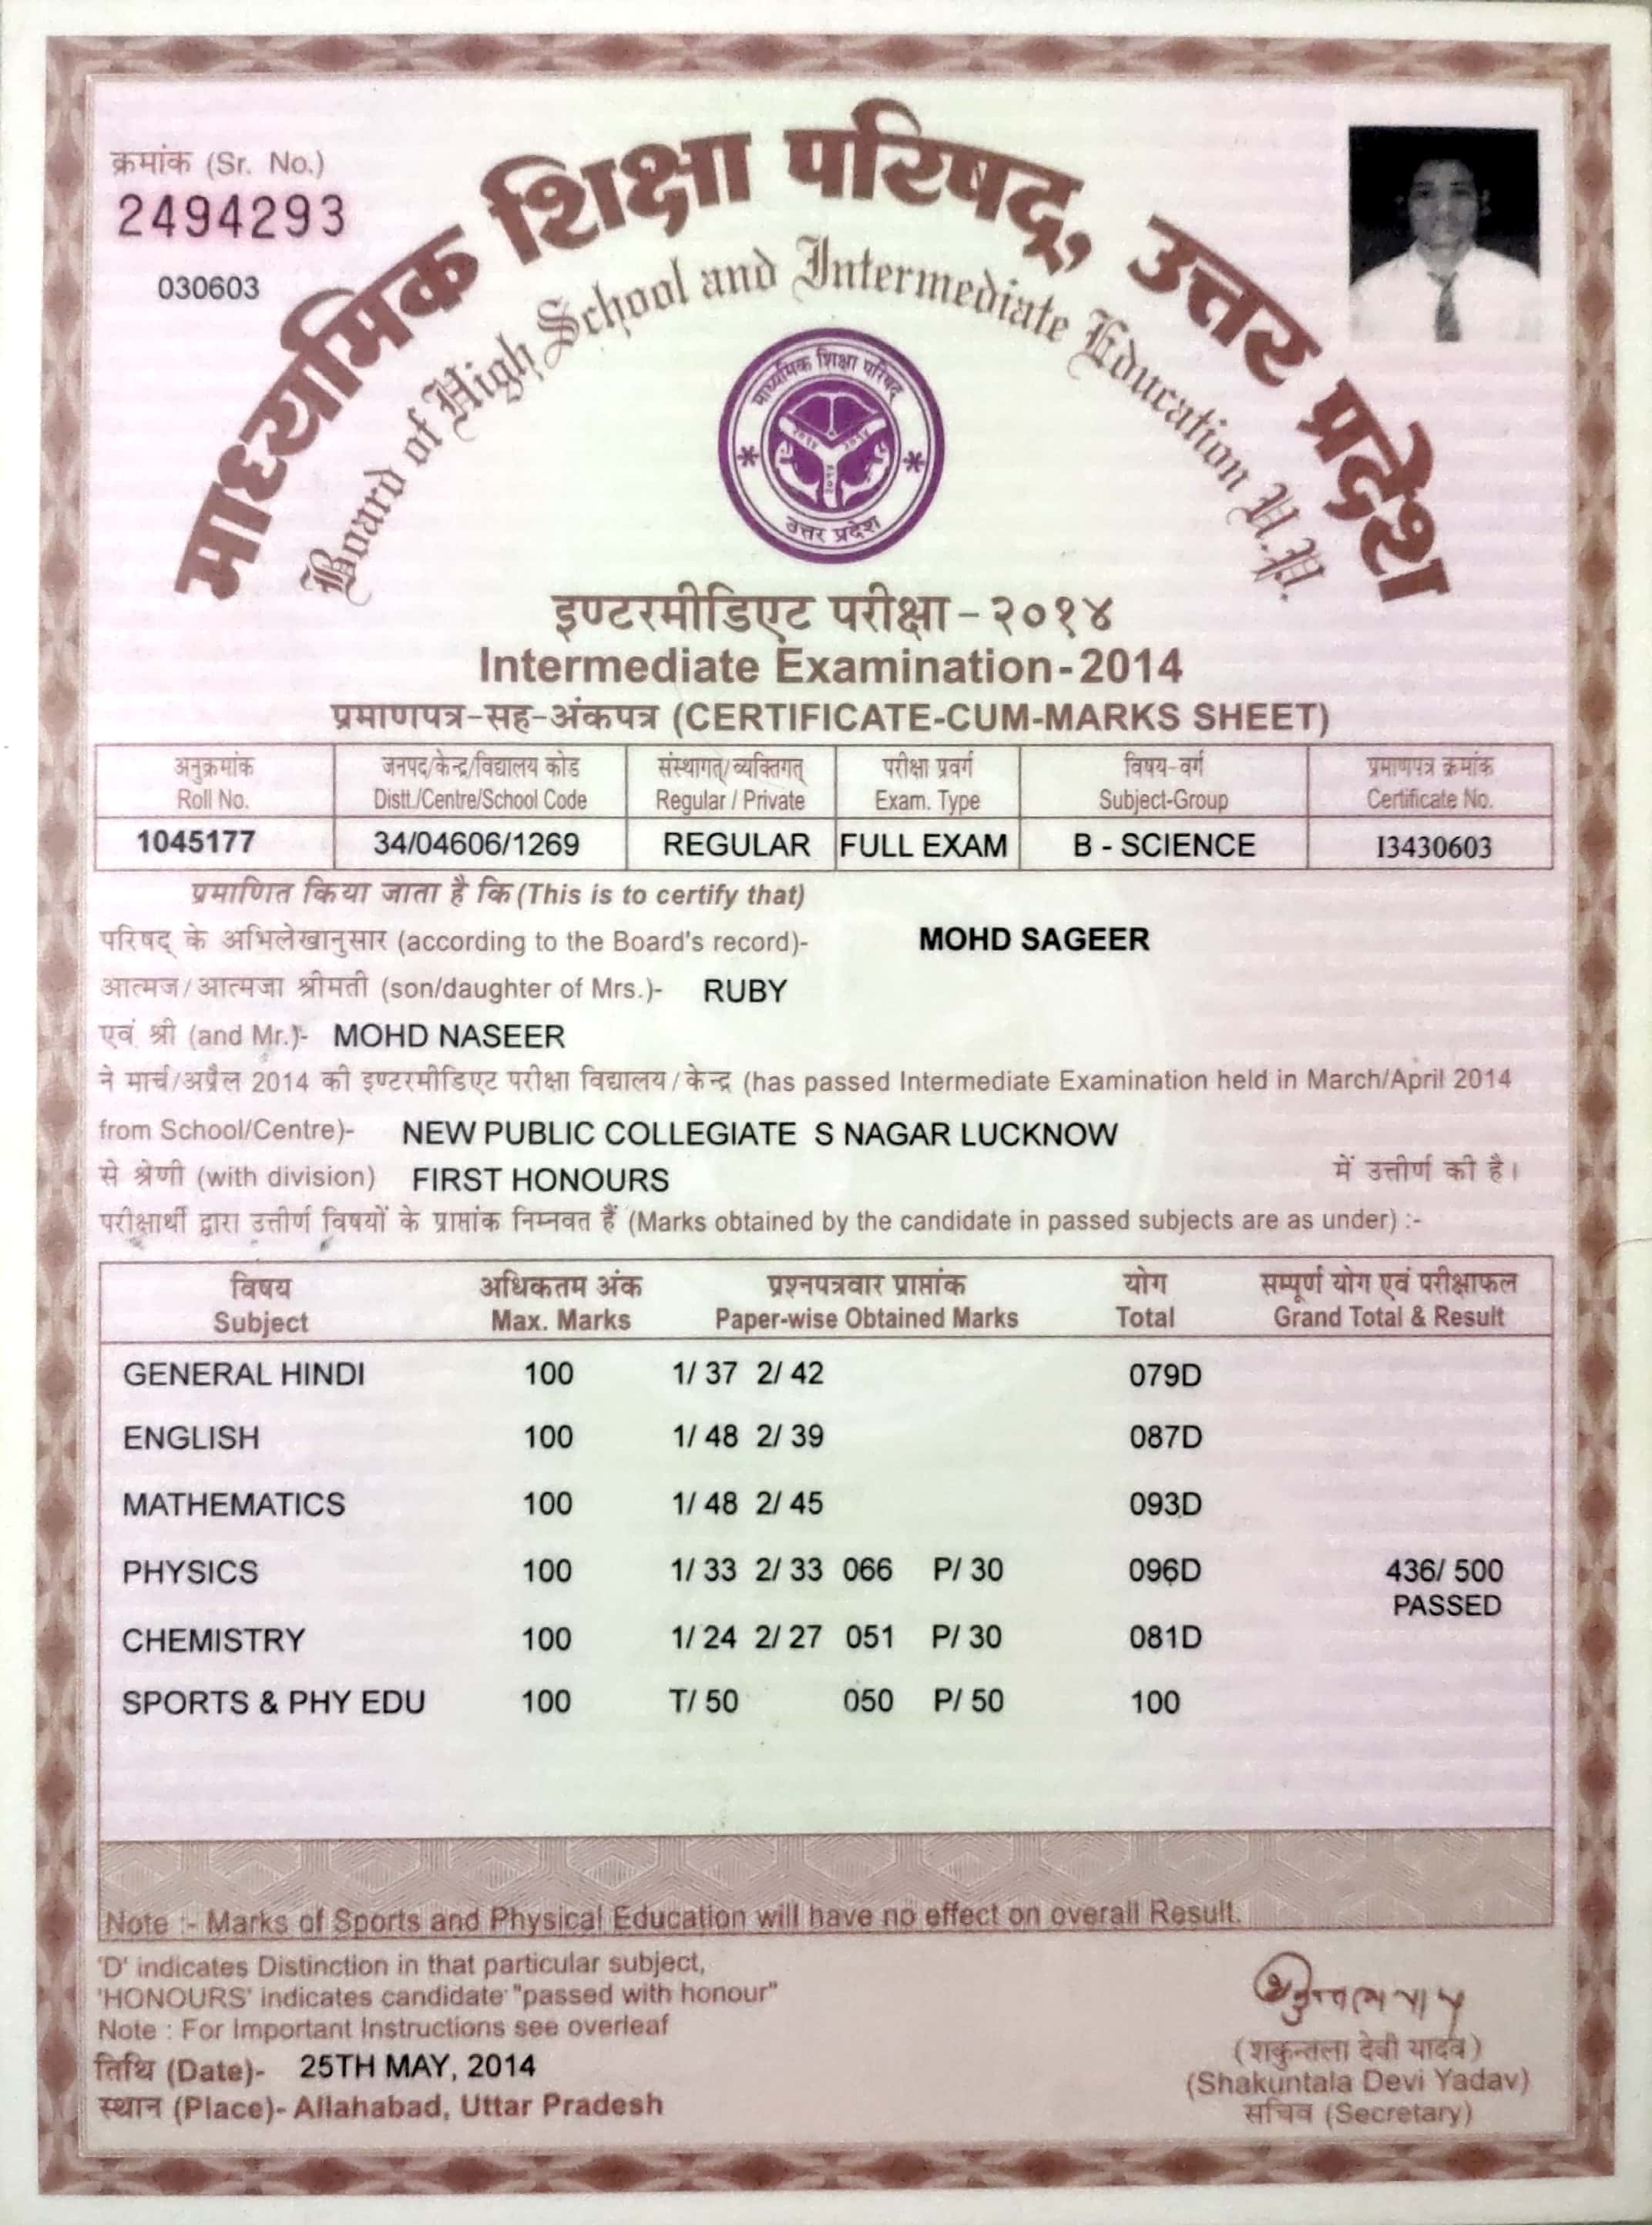 क्रमांक (Sr. No.)
2494293
030603
माध्यमिक शिक्षा परिषद्, उत्तर प्रदेश
Board of High School and Intermediate Education U.P.
माध्यमिक शिक्षा परिषद्
उत्तर प्रदेश
इण्टरमीडिएट परीक्षा - २०१४
Intermediate Examination-2014
प्रमाणपत्र-सह-अंकपत्र (CERTIFICATE-CUM-MARKS SHEET)
अनुक्रमांक जनपद/केन्द्र/विद्यालय कोड संस्थागत्/व्यक्तिगत् परीक्षा प्रवर्ग विषय-वर्ग प्रमाणपत्र क्रमांक
Roll No. Distt./Centre/School Code Regular / Private Exam. Type Subject-Group Certificate No.
1045177 34/04606/1269 REGULAR FULL EXAM B - SCIENCE I3430603
प्रमाणित किया जाता है कि (This is to certify that)
परिषद् के अभिलेखानुसार (according to the Board's record)- MOHD SAGEER
आत्मज/आत्मजा श्रीमती (son/daughter of Mrs.)- RUBY
एवं श्री (and Mr.)- MOHD NASEER
ने मार्च/अप्रैल 2014 की इण्टरमीडिएट परीक्षा विद्यालय/केन्द्र (has passed Intermediate Examination held in March/April 2014
from School/Centre)- NEW PUBLIC COLLEGIATE S NAGAR LUCKNOW
से श्रेणी (with division) FIRST HONOURS में उत्तीर्ण की है।
परीक्षार्थी द्वारा उत्तीर्ण विषयों के प्राप्तांक निम्नवत हैं (Marks obtained by the candidate in passed subjects are as under) :-
विषय अधिकतम अंक प्रश्नपत्रवार प्राप्तांक योग सम्पूर्ण योग एवं परीक्षाफल
Subject Max. Marks Paper-wise Obtained Marks Total Grand Total & Result
GENERAL HINDI 100 1/ 37 2/ 42 079D
ENGLISH 100 1/ 48 2/ 39 087D
MATHEMATICS 100 1/ 48 2/ 45 093D
PHYSICS 100 1/ 33 2/ 33 066 P/ 30 096D 436/ 500
PASSED
CHEMISTRY 100 1/ 24 2/ 27 051 P/ 30 081D
SPORTS & PHY EDU 100 T/ 50 050 P/ 50 100
Note :- Marks of Sports and Physical Education will have no effect on overall Result.
'D' indicates Distinction in that particular subject,
'HONOURS' indicates candidate "passed with honour"
Note : For Important Instructions see overleaf
तिथि (Date)- 25TH MAY, 2014
स्थान (Place)- Allahabad, Uttar Pradesh
(शकुन्तला देवी यादव)
(Shakuntala Devi Yadav)
सचिव (Secretary)